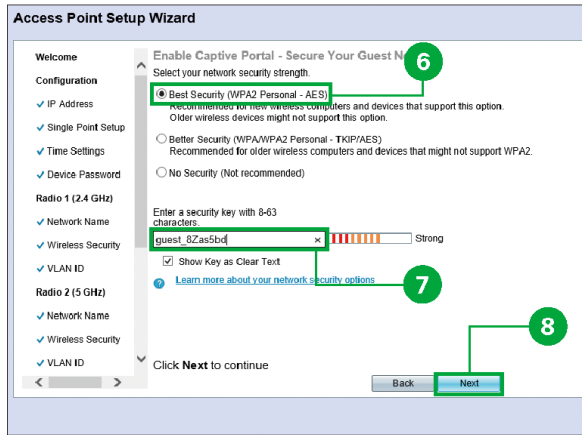 Access Point Setup Wizard
Welcome
Configuration
IP Address
Single Point Setup
Time Settings
Device Password
Radio 1 (2.4 GHz)
Network Name
Wireless Security
VLAN ID
Radio 2 (5 GHz)
Network Name
Wireless Security
VLAN ID
Enable Captive Portal - Secure Your Guest N
6
Select your network security strength.
Best Security (WPA2 Personal - AES)
Recommended for new wireless computers and devices that support this option.
Older wireless devices might not support this option.
Better Security (WPA/WPA2 Personal - TKIP/AES)
Recommended for older wireless computers and devices that might not support WPA2.
No Security (Not recommended)
Enter a security key with 8-63
characters.
guest_8Zas5bd × Strong
Show Key as Clear Text
? Learn more about your network security options
7
8
Click Next to continue
Back Next